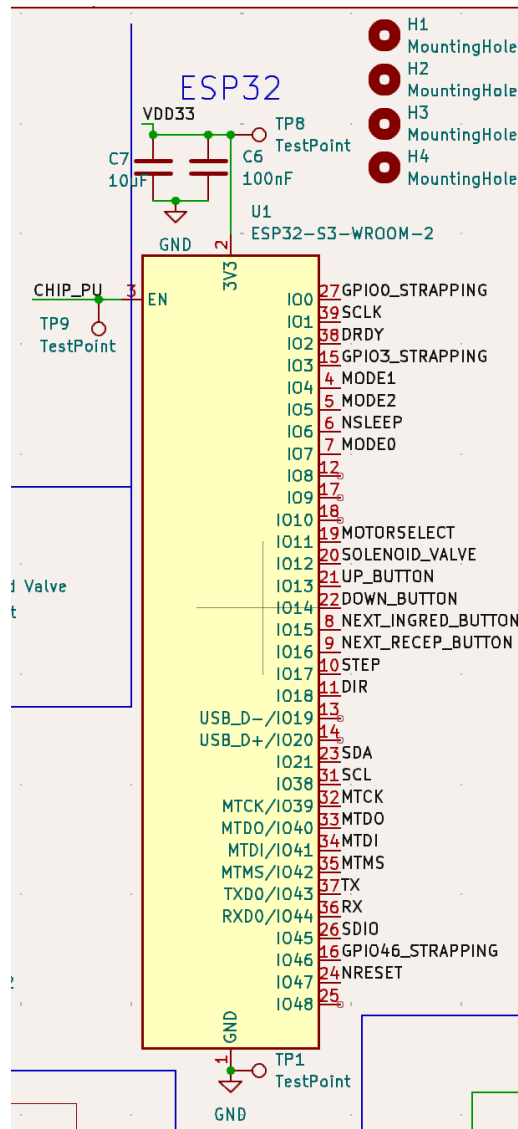 H1
MountingHole
H2
MountingHole
H3
MountingHole
H4
MountingHole
ESP32
VDD33
TP8
TestPoint
C7
10uF
C6
100nF
U1
ESP32-S3-WROOM-2
GND
2
3V3
CHIP_PU
3
EN
TP9
TestPoint
IO0 27 GPIO0_STRAPPING
IO1 39 SCLK
IO2 38 DRDY
IO3 15 GPIO3_STRAPPING
IO4 4 MODE1
IO5 5 MODE2
IO6 6 NSLEEP
IO7 7 MODE0
IO8 12
IO9 17
IO10 18
IO11 19 MOTORSELECT
IO12 20 SOLENOID_VALVE
IO13 21 UP_BUTTON
IO14 22 DOWN_BUTTON
IO15 8 NEXT_INGRED_BUTTON
IO16 9 NEXT_RECEP_BUTTON
IO17 10 STEP
IO18 11 DIR
USB_D-/IO19 13
USB_D+/IO20 14
IO21 23 SDA
IO38 31 SCL
MTCK/IO39 32 MTCK
MTDO/IO40 33 MTDO
MTDI/IO41 34 MTDI
MTMS/IO42 35 MTMS
TXD0/IO43 37 TX
RXD0/IO44 36 RX
IO45 26 SDIO
IO46 16 GPIO46_STRAPPING
IO47 24 NRESET
IO48 25
Valve
GND
1
TP1
TestPoint
GND